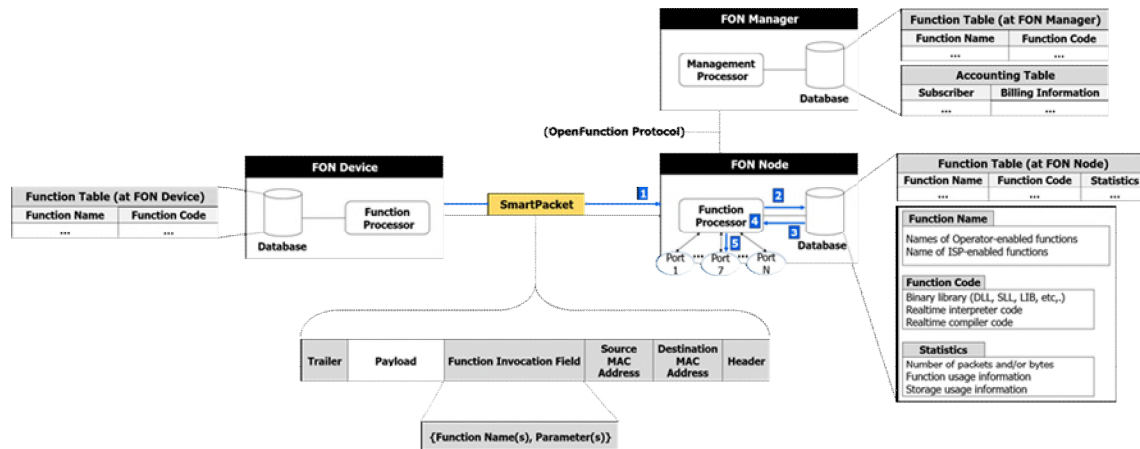 FON Manager
Management
Processor
Database
Function Table (at FON Manager)
Function Name Function Code
... ...
Accounting Table
Subscriber Billing Information
... ...
(OpenFunction Protocol)
Function Table (at FON Device)
Function Name Function Code
... ...
FON Device
Database
Function
Processor
SmartPacket
1
FON Node
Function
Processor
2
3
4
5
Database
Port
1
...
Port
7
...
Port
N
Function Table (at FON Node)
Function Name Function Code Statistics
... ... ...
Function Name
Names of Operator-enabled functions
Name of ISP-enabled functions
Function Code
Binary library (DLL, SLL, LIB, etc,.)
Realtime interpreter code
Realtime compiler code
Statistics
Number of packets and/or bytes
Function usage information
Storage usage information
Trailer
Payload
Function Invocation Field
Source
MAC
Address
Destination
MAC
Address
Header
{Function Name(s), Parameter(s)}